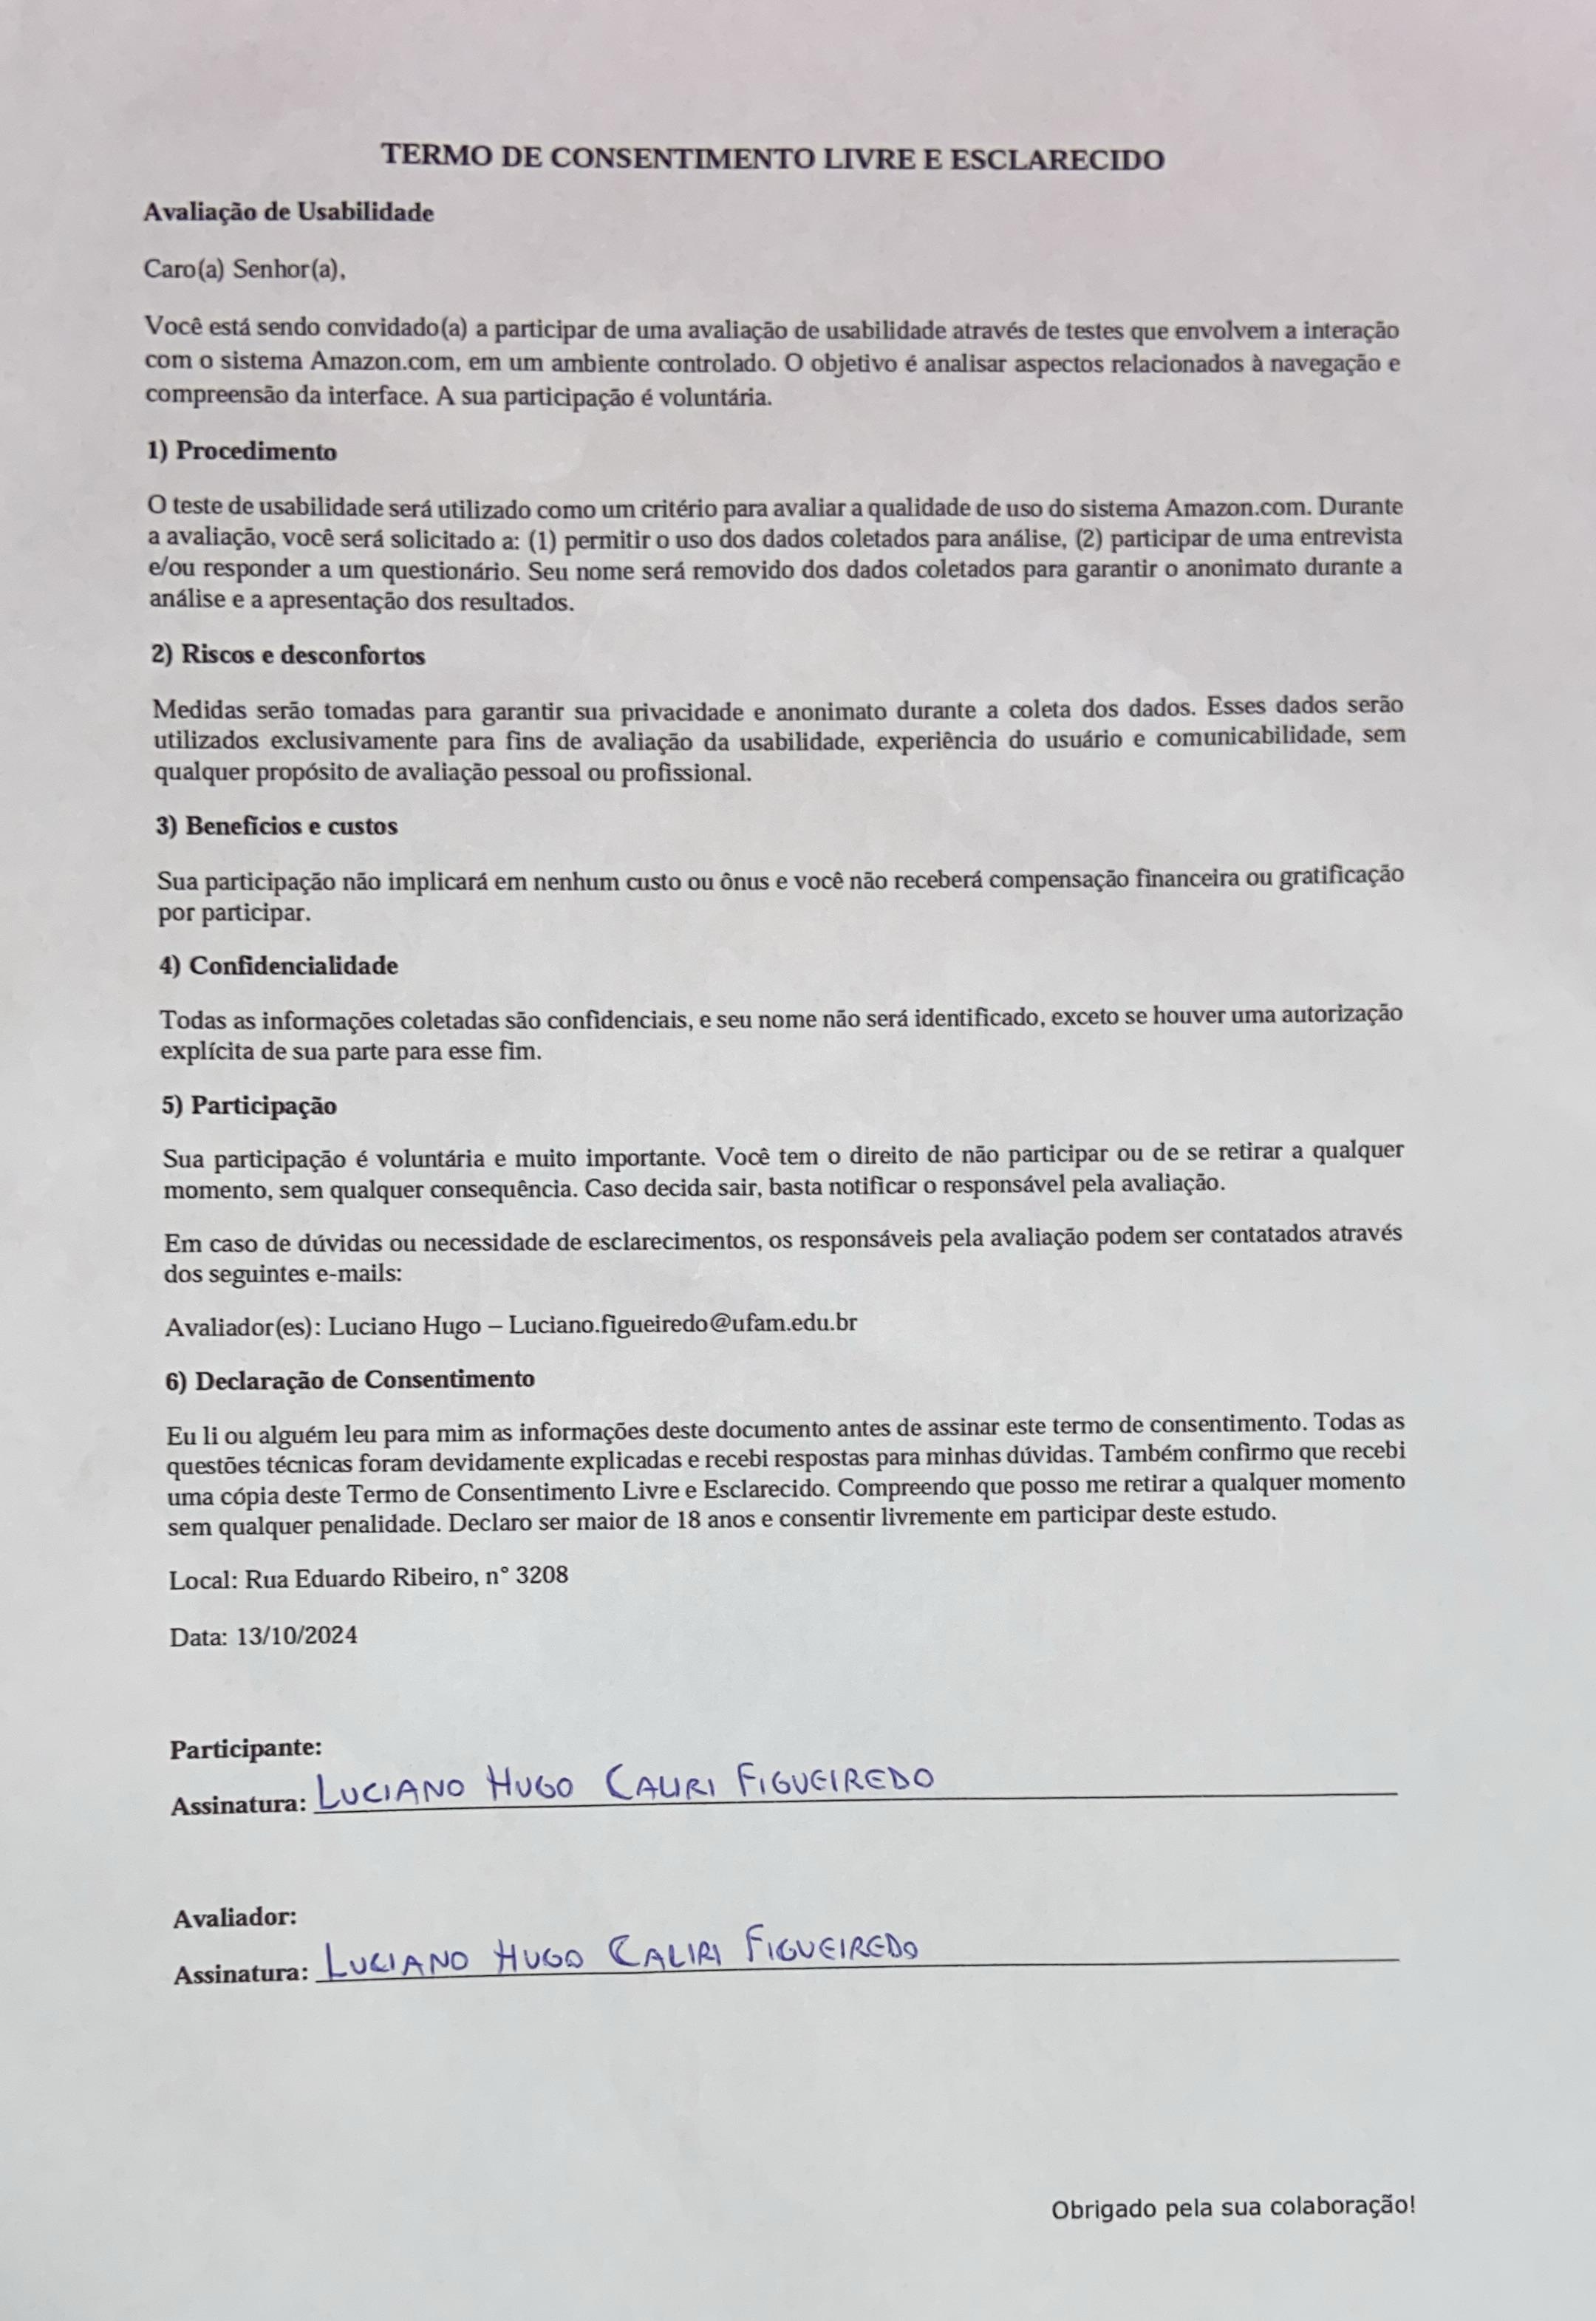 TERMO DE CONSENTIMENTO LIVRE E ESCLARECIDO
Avaliação de Usabilidade
Caro(a) Senhor(a),
Você está sendo convidado(a) a participar de uma avaliação de usabilidade através de testes que envolvem a interação
com o sistema Amazon.com, em um ambiente controlado. O objetivo é analisar aspectos relacionados à navegação e
compreensão da interface. A sua participação é voluntária.
1) Procedimento
O teste de usabilidade será utilizado como um critério para avaliar a qualidade de uso do sistema Amazon.com. Durante
a avaliação, você será solicitado a: (1) permitir o uso dos dados coletados para análise, (2) participar de uma entrevista
e/ou responder a um questionário. Seu nome será removido dos dados coletados para garantir o anonimato durante a
análise e a apresentação dos resultados.
2) Riscos e desconfortos
Medidas serão tomadas para garantir sua privacidade e anonimato durante a coleta dos dados. Esses dados serão
utilizados exclusivamente para fins de avaliação da usabilidade, experiência do usuário e comunicabilidade, sem
qualquer propósito de avaliação pessoal ou profissional.
3) Benefícios e custos
Sua participação não implicará em nenhum custo ou ônus e você não receberá compensação financeira ou gratificação
por participar.
4) Confidencialidade
Todas as informações coletadas são confidenciais, e seu nome não será identificado, exceto se houver uma autorização
explícita de sua parte para esse fim.
5) Participação
Sua participação é voluntária e muito importante. Você tem o direito de não participar ou de se retirar a qualquer
momento, sem qualquer consequência. Caso decida sair, basta notificar o responsável pela avaliação.
Em caso de dúvidas ou necessidade de esclarecimentos, os responsáveis pela avaliação podem ser contatados através
dos seguintes e-mails:
Avaliador(es): Luciano Hugo – Luciano.figueiredo@ufam.edu.br
6) Declaração de Consentimento
Eu li ou alguém leu para mim as informações deste documento antes de assinar este termo de consentimento. Todas as
questões técnicas foram devidamente explicadas e recebi respostas para minhas dúvidas. Também confirmo que recebi
uma cópia deste Termo de Consentimento Livre e Esclarecido. Compreendo que posso me retirar a qualquer momento
sem qualquer penalidade. Declaro ser maior de 18 anos e consentir livremente em participar deste estudo.
Local: Rua Eduardo Ribeiro, n° 3208
Data: 13/10/2024
Participante:
Assinatura: LUCIANO HUGO CALIRI FIGUEIREDO
Avaliador:
Assinatura: LUCIANO HUGO CALIRI FIGUEIREDO
Obrigado pela sua colaboração!